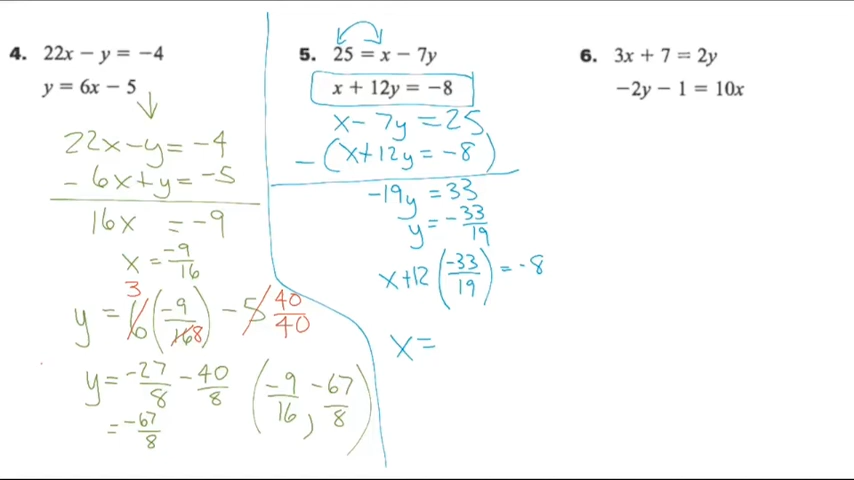 4. 22x − y = −4
y = 6x − 5
22x − y = −4
− 6x + y = −5
16x = −9
x = −9/16
3
y = 6(−9/168) − 5 40/40
y = −27/8 − 40/8
= −67/8
(−9/16, −67/8)
5. 25 = x − 7y
x + 12y = −8
x − 7y = 25
− (x + 12y = −8)
−19y = 33
y = −33/19
x + 12(−33/19) = −8
x =
6. 3x + 7 = 2y
−2y − 1 = 10x